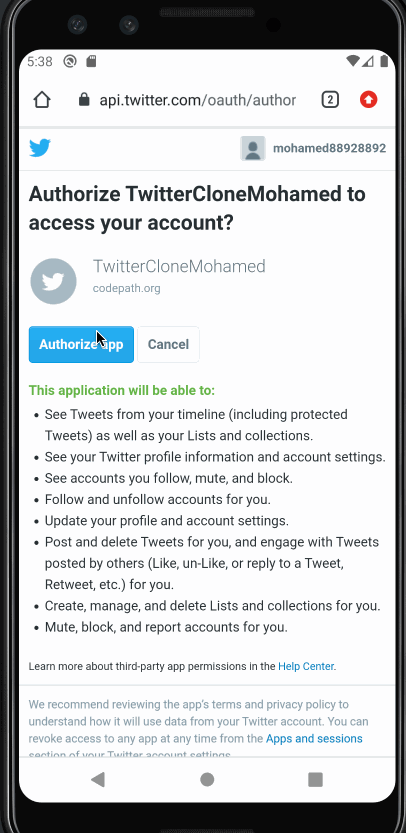 5:38
api.twitter.com/oauth/author
2
mohamed88928892
Authorize TwitterCloneMohamed to
access your account?
TwitterCloneMohamed
codepath.org
Authorize app
Cancel
This application will be able to:
• See Tweets from your timeline (including protected
Tweets) as well as your Lists and collections.
• See your Twitter profile information and account settings.
• See accounts you follow, mute, and block.
• Follow and unfollow accounts for you.
• Update your profile and account settings.
• Post and delete Tweets for you, and engage with Tweets
posted by others (Like, un-Like, or reply to a Tweet,
Retweet, etc.) for you.
• Create, manage, and delete Lists and collections for you.
• Mute, block, and report accounts for you.
Learn more about third-party app permissions in the Help Center.
We recommend reviewing the app's terms and privacy policy to
understand how it will use data from your Twitter account. You can
revoke access to any app at any time from the Apps and sessions
section of your Twitter account settings.